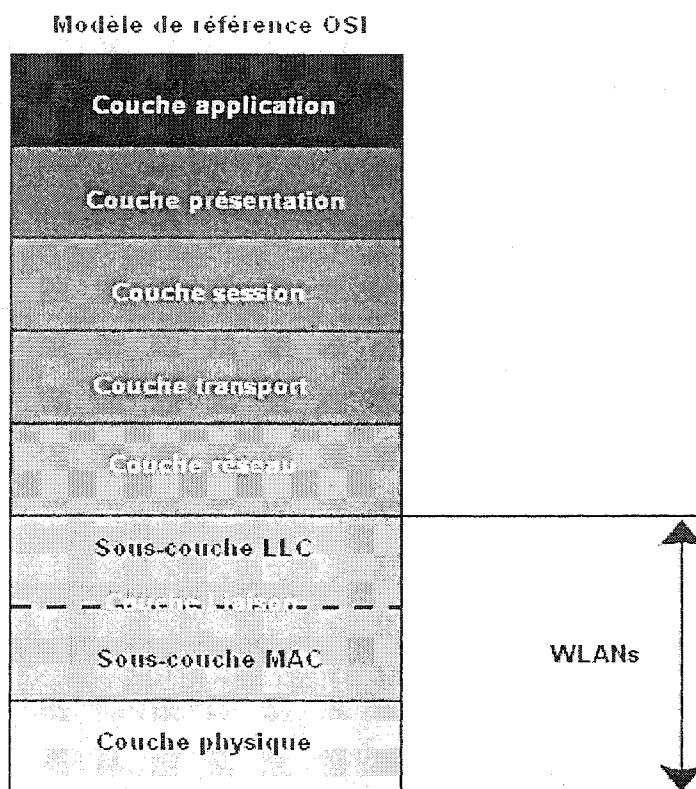 Modèle de référence OSI
Couche application
Couche présentation
Couche session
Couche transport
Couche réseau
Sous-couche LLC
Couche Liaison
Sous-couche MAC
WLANs
Couche physique